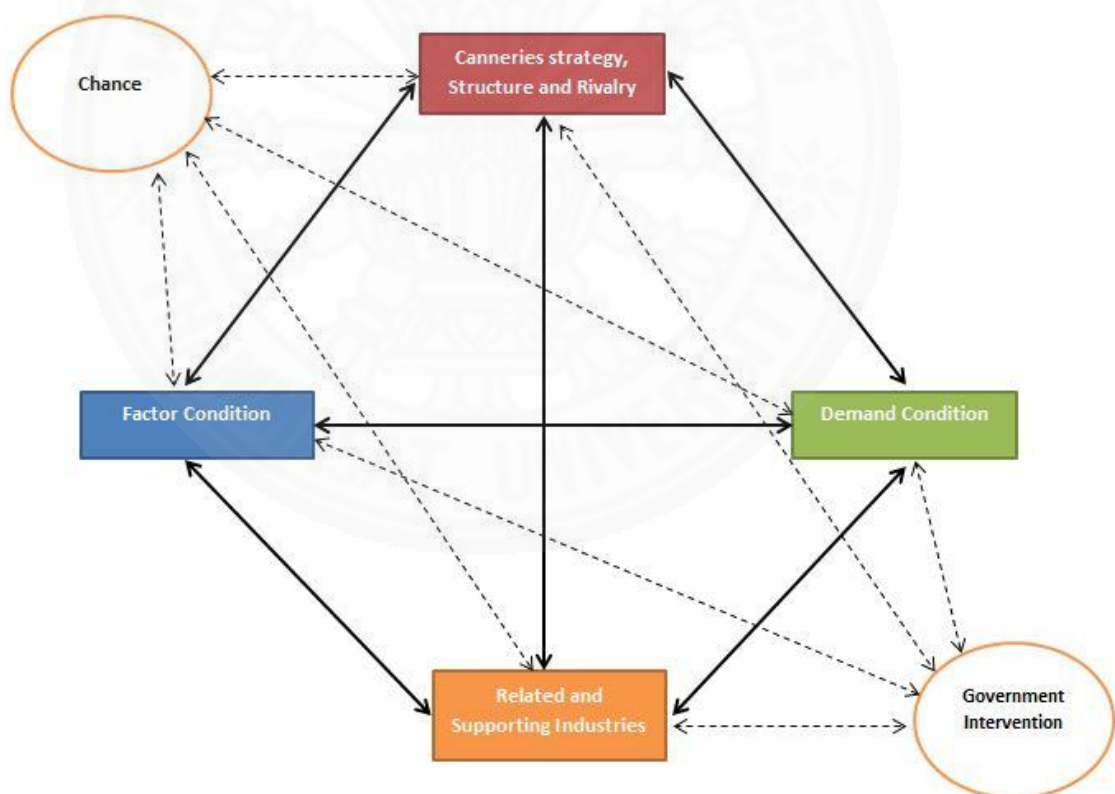 Chance
Canneries strategy,
Structure and Rivalry
Factor Condition
Demand Condition
Related and
Supporting Industries
Government
Intervention